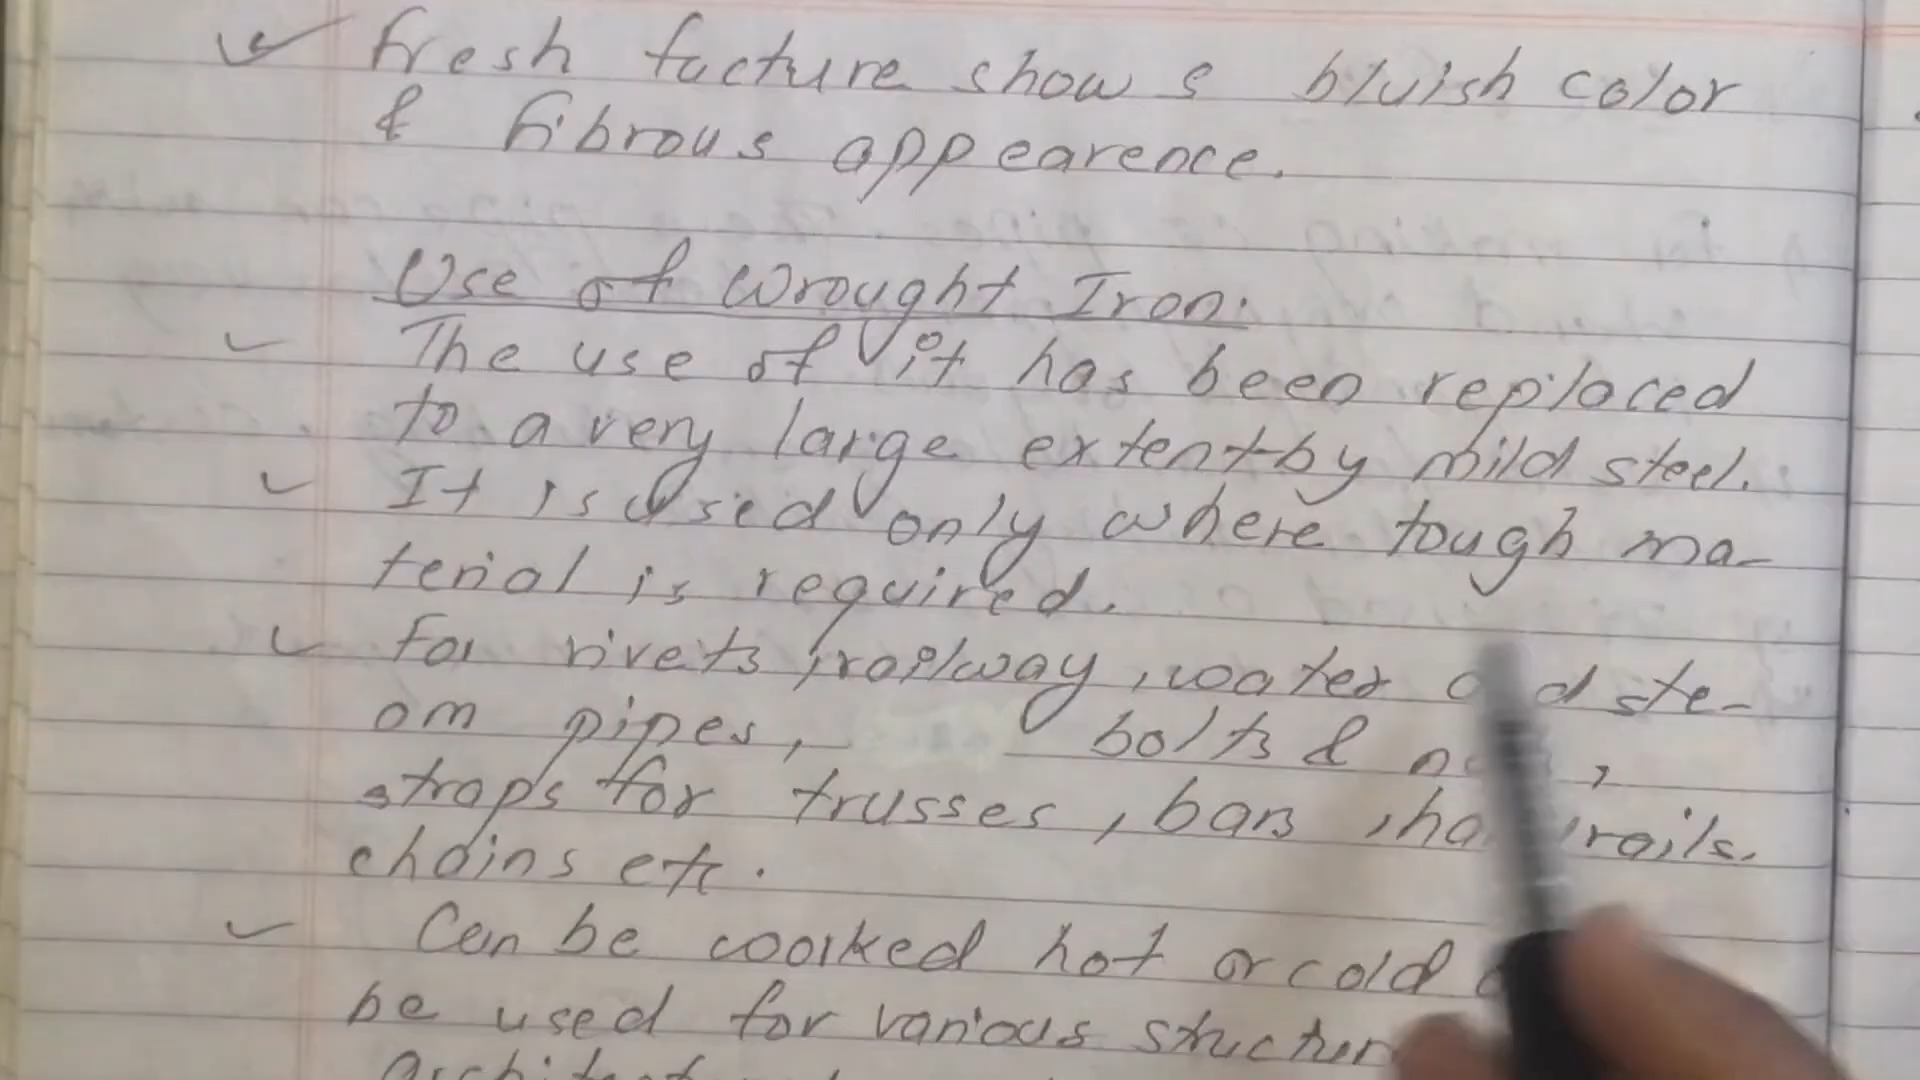 fresh facture shows bluish color
& fibrous appearence.
Use of Wrought Iron:
The use of it has been replaced
to a very large extent by mild steel.
It is used only where tough ma-
terial is required.
For rivets, railway, water and ste-
am pipes, bolts &
straps for trusses, bars, rails.
chains etc.
Can be worked hot or cold
be used for various